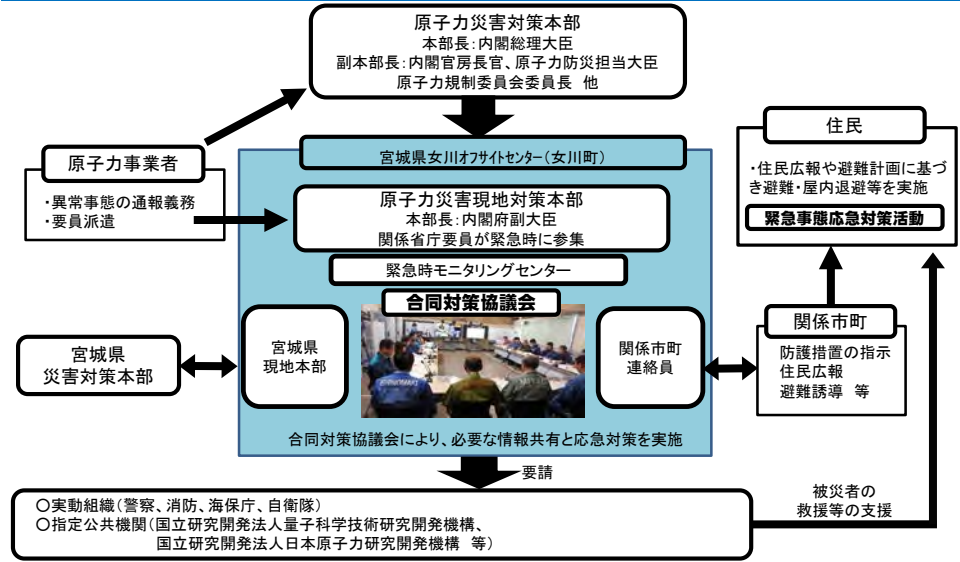 原子力災害対策本部
本部長：内閣総理大臣
副本部長：内閣官房長官、原子力防災担当大臣
原子力規制委員会委員長　他
原子力事業者
・異常事態の通報義務
・要員派遣
宮城県女川オフサイトセンター（女川町）
原子力災害現地対策本部
本部長：内閣府副大臣
関係省庁要員が緊急時に参集
緊急時モニタリングセンター
合同対策協議会
宮城県
災害対策本部
宮城県
現地本部
関係市町
連絡員
合同対策協議会により、必要な情報共有と応急対策を実施
住民
・住民広報や避難計画に基づ
き避難・屋内退避等を実施
緊急事態応急対策活動
関係市町
防護措置の指示
住民広報
避難誘導　等
要請
○実動組織（警察、消防、海保庁、自衛隊）
○指定公共機関（国立研究開発法人量子科学技術研究開発機構、
国立研究開発法人日本原子力研究開発機構　等）
被災者の
救援等の支援